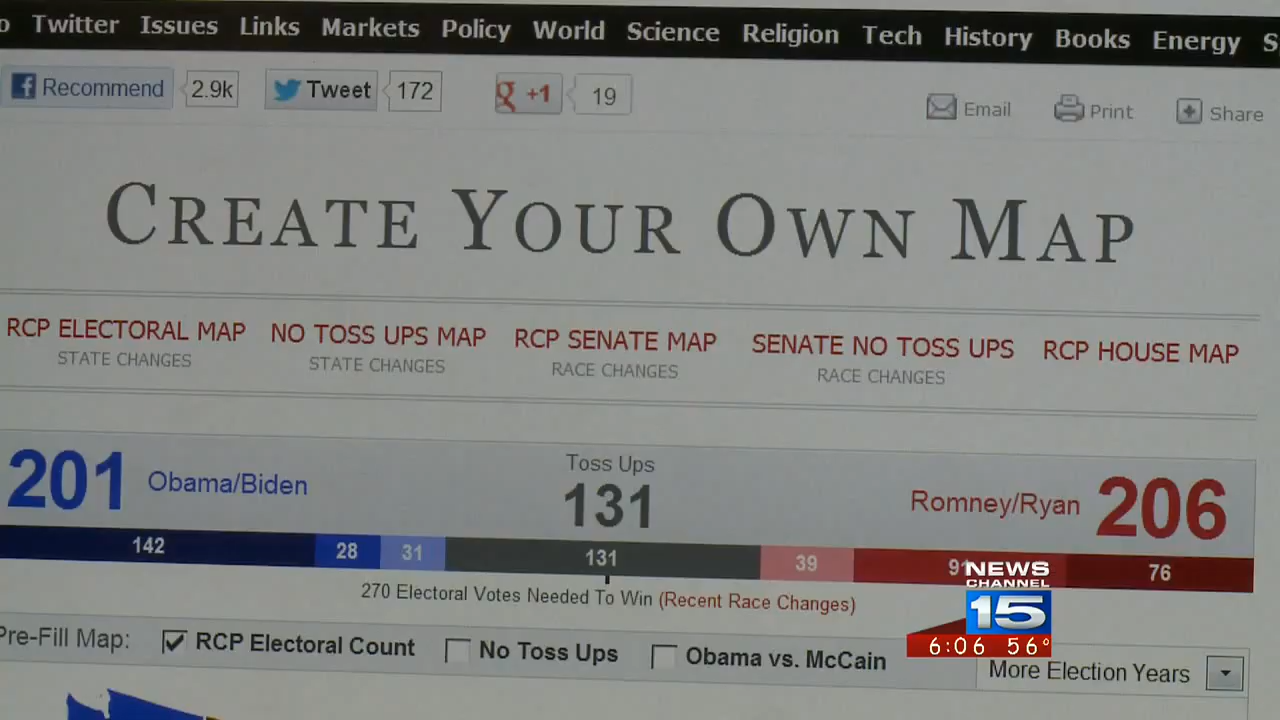 Twitter Issues Links Markets Policy World Science Religion Tech History Books Energy
Recommend 2.9k Tweet 172 +1 19 Email Print Share
CREATE YOUR OWN MAP
RCP ELECTORAL MAP NO TOSS UPS MAP RCP SENATE MAP SENATE NO TOSS UPS RCP HOUSE MAP
STATE CHANGES STATE CHANGES RACE CHANGES RACE CHANGES
201 Obama/Biden Toss Ups 131 Romney/Ryan 206
142 28 31 131 39 91 76
270 Electoral Votes Needed To Win (Recent Race Changes)
Pre-Fill Map: RCP Electoral Count No Toss Ups Obama vs. McCain More Election Years
NEWS
CHANNEL
15
6:06 56°